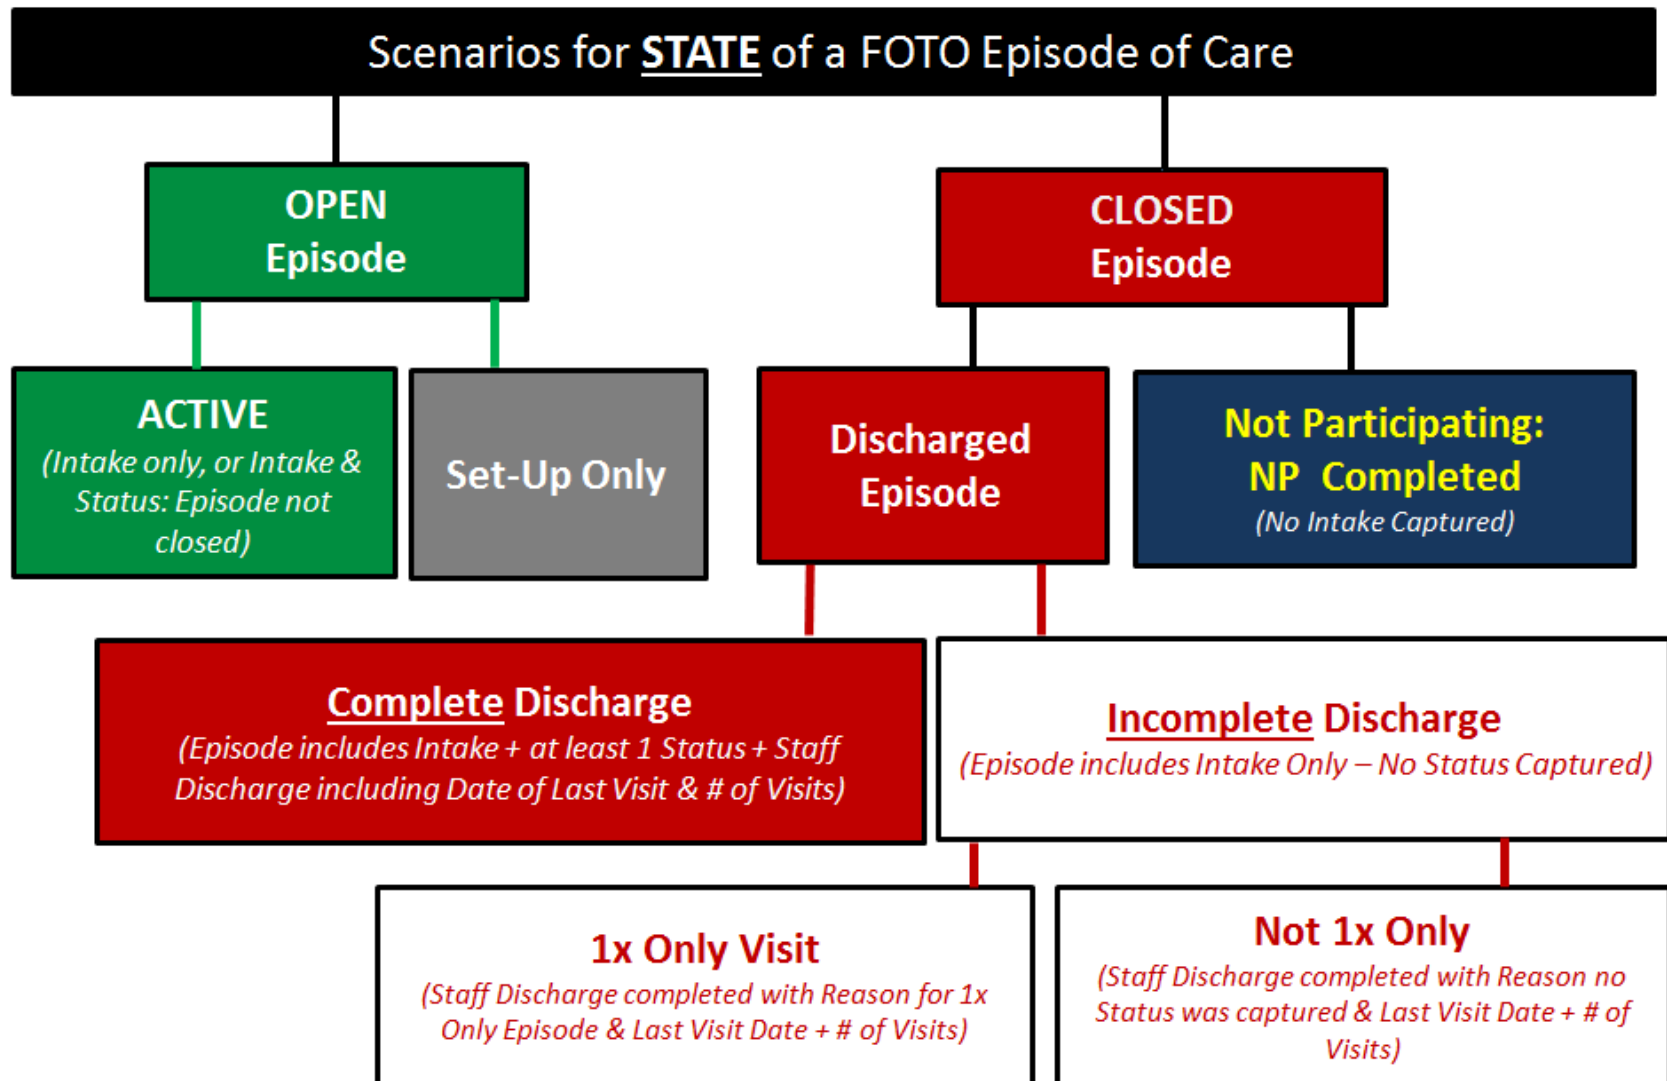 Scenarios for STATE of a FOTO Episode of Care
OPEN
Episode
CLOSED
Episode
ACTIVE
(Intake only, or Intake &
Status: Episode not
closed)
Set-Up Only
Discharged
Episode
Not Participating:
NP Completed
(No Intake Captured)
Complete Discharge
(Episode includes Intake + at least 1 Status + Staff
Discharge including Date of Last Visit & # of Visits)
Incomplete Discharge
(Episode includes Intake Only – No Status Captured)
1x Only Visit
(Staff Discharge completed with Reason for 1x
Only Episode & Last Visit Date + # of Visits)
Not 1x Only
(Staff Discharge completed with Reason no
Status was captured & Last Visit Date + # of
Visits)